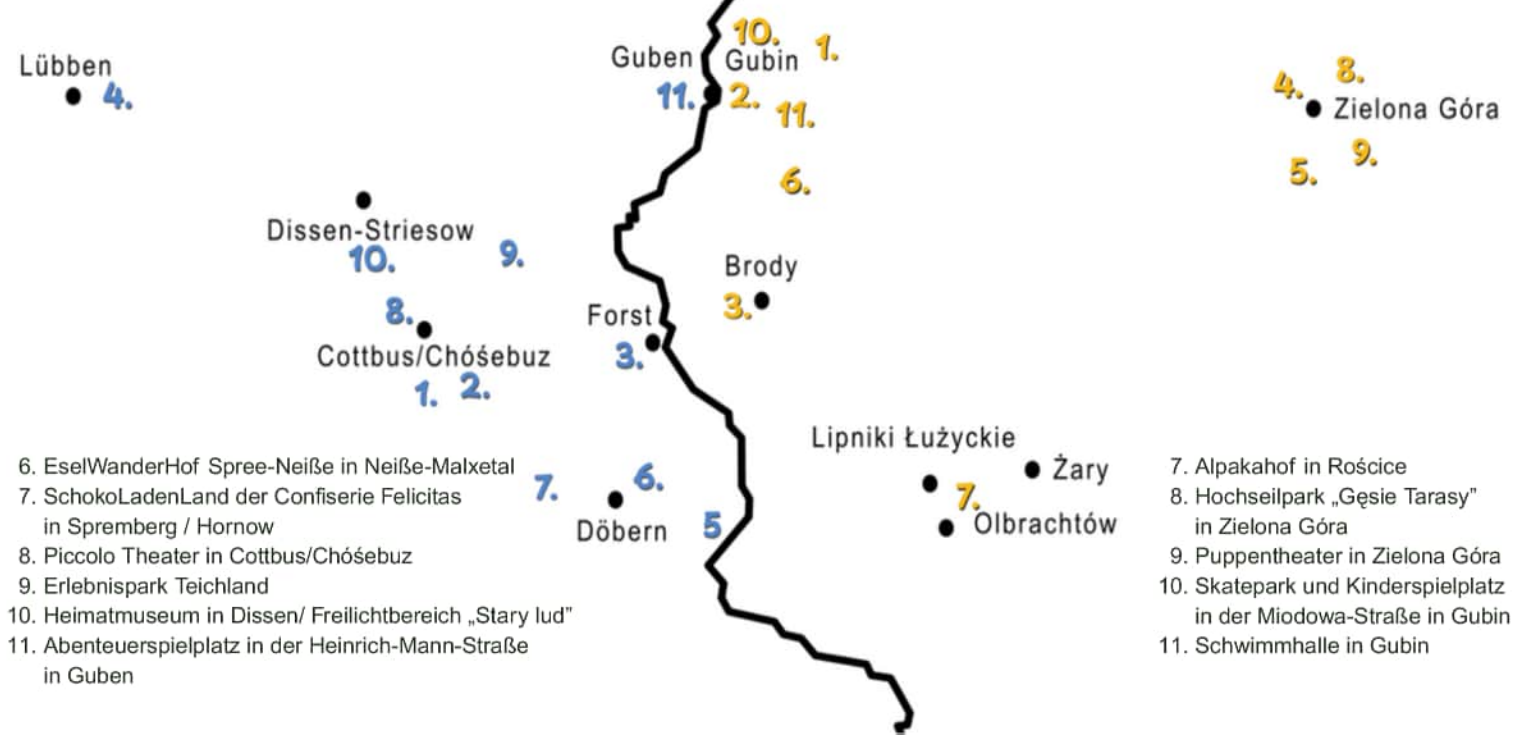 10.
Guben
Gubin
1.
Lübben
4.
11.
2.
11.
4.
8.
Zielona Góra
5.
9.
6.
Dissen-Striesow
10.
9.
Brody
3.
8.
Forst
3.
Cottbus/Chóśebuz
1.
2.
Lipniki Łużyckie
Żary
7.
Olbrachtów
7.
6.
Döbern
5
6. EselWanderHof Spree-Neiße in Neiße-Malxetal
7. SchokoLadenLand der Confiserie Felicitas
in Spremberg / Hornow
8. Piccolo Theater in Cottbus/Chóśebuz
9. Erlebnispark Teichland
10. Heimatmuseum in Dissen/ Freilichtbereich „Stary lud”
11. Abenteuerspielplatz in der Heinrich-Mann-Straße
in Guben
7. Alpakahof in Rościce
8. Hochseilpark „Gęsie Tarasy”
in Zielona Góra
9. Puppentheater in Zielona Góra
10. Skatepark und Kinderspielplatz
in der Miodowa-Straße in Gubin
11. Schwimmhalle in Gubin